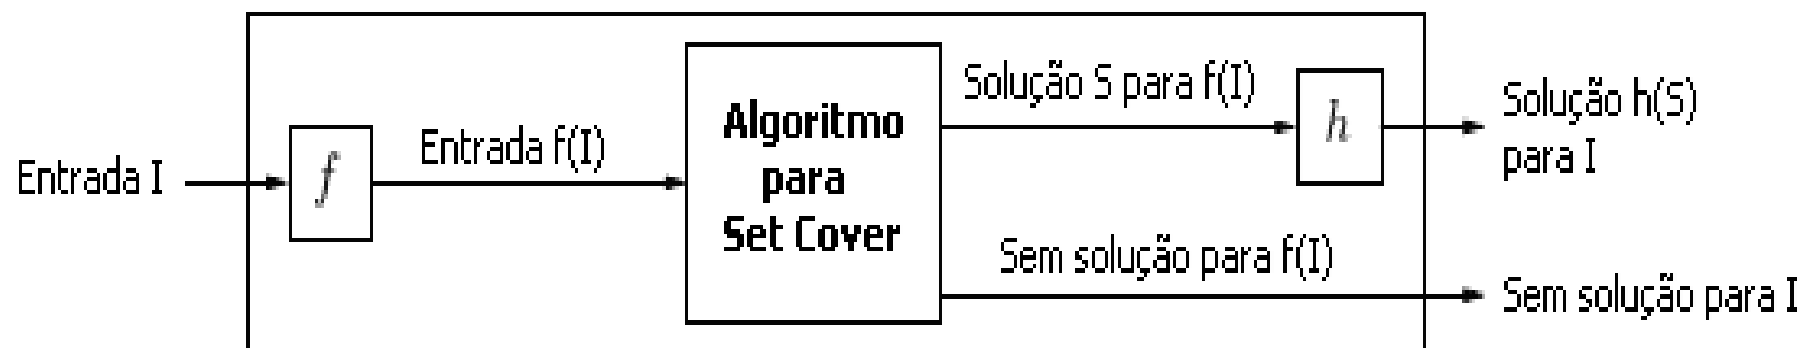 Entrada I
f
Entrada f(I)
Algoritmo
para
Set Cover
Solução S para f(I)
h
Solução h(S)
para I
Sem solução para f(I)
Sem solução para I